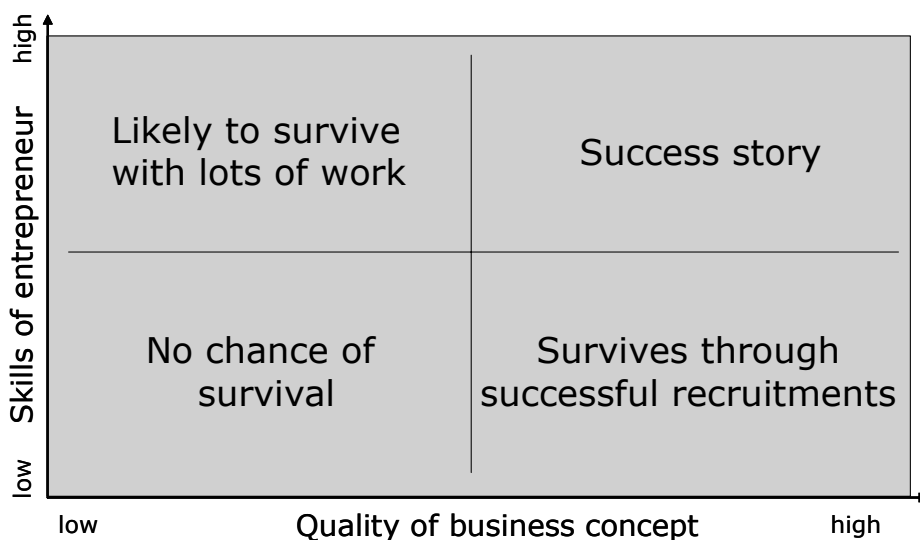 high
Skills of entrepreneur
low
Likely to survive
with lots of work
Success story
No chance of
survival
Survives through
successful recruitments
low
Quality of business concept
high